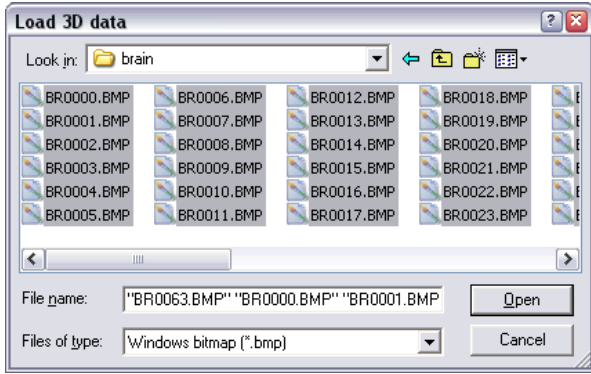 Load 3D data
Look in: brain
BR0000.BMP BR0006.BMP BR0012.BMP BR0018.BMP
BR0001.BMP BR0007.BMP BR0013.BMP BR0019.BMP
BR0002.BMP BR0008.BMP BR0014.BMP BR0020.BMP
BR0003.BMP BR0009.BMP BR0015.BMP BR0021.BMP
BR0004.BMP BR0010.BMP BR0016.BMP BR0022.BMP
BR0005.BMP BR0011.BMP BR0017.BMP BR0023.BMP
File name: "BR0063.BMP" "BR0000.BMP" "BR0001.BMP Open
Files of type: Windows bitmap (*.bmp) Cancel